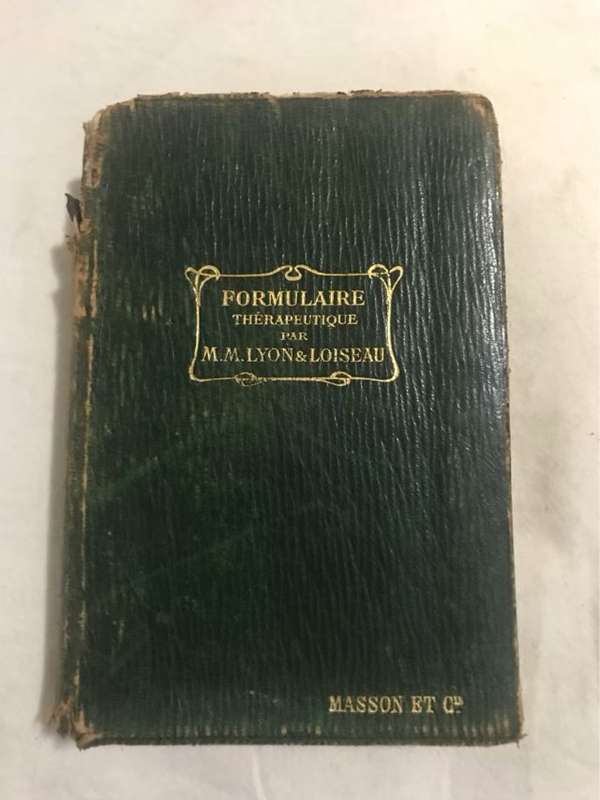 FORMULAIRE
THÉRAPEUTIQUE
PAR
M.M. LYON & LOISEAU
MASSON ET Cie